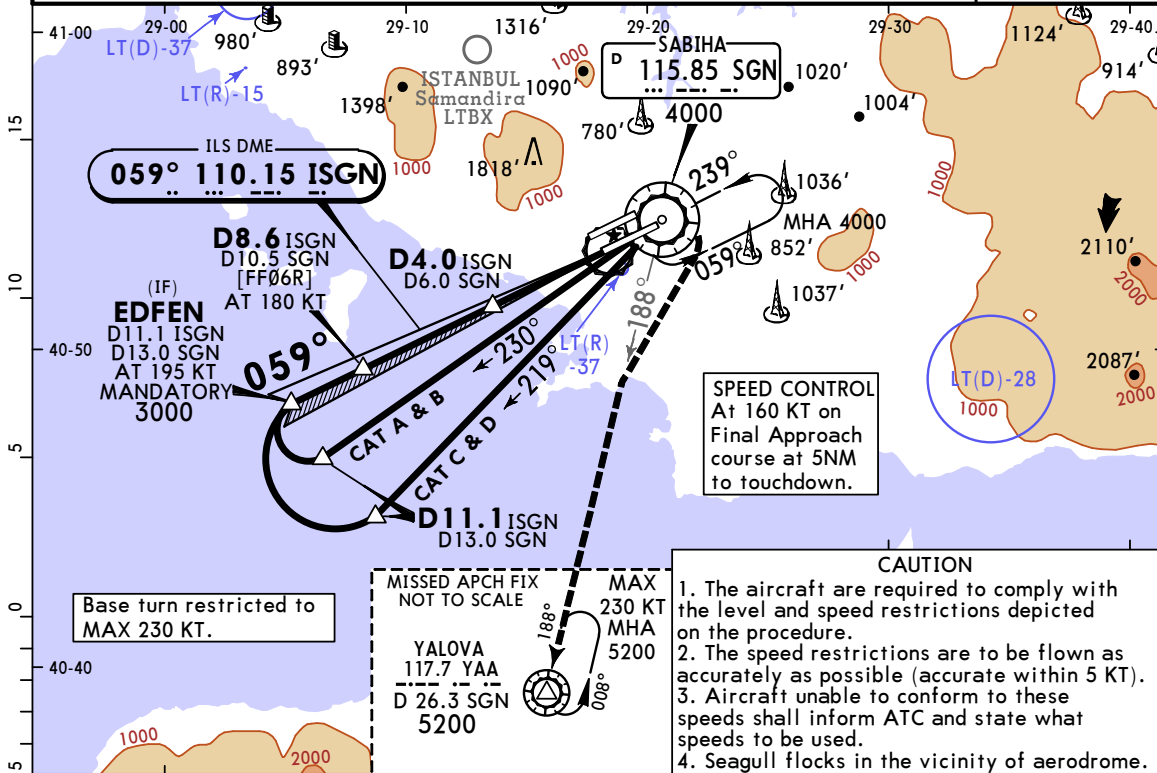 41-00
29-00
29-10
29-20
29-30
29-40
980'
1316'
1124'
914'
LT(D)-37
893'
LT(R)-15
1398'
ISTANBUL
Samandira
LTBX
1000
1090'
SABIHA
D 115.85 SGN
4000
1020'
1004'
780'
15
ILS DME
059° 110.15 ISGN
1000
1818'
1000
239°
1036'
1000
MHA 4000
059°
852'
1000
2110'
2000
1037'
D8.6 ISGN
D10.5 SGN
[FFØ6R]
AT 180 KT
D4.0 ISGN
D6.0 SGN
10
(IF)
EDFEN
D11.1 ISGN
D13.0 SGN
AT 195 KT
MANDATORY
3000
059°
188°
LT(R)
-37
230°
219°
40-50
CAT A & B
CAT C & D
LT(D)-28
1000
2087'
2000
SPEED CONTROL
At 160 KT on
Final Approach
course at 5NM
to touchdown.
5
D11.1 ISGN
D13.0 SGN
0
Base turn restricted to
MAX 230 KT.
40-40
MISSED APCH FIX
NOT TO SCALE
188°
MAX
230 KT
MHA
5200
YALOVA
117.7 YAA
D 26.3 SGN
5200
008°
CAUTION
1. The aircraft are required to comply with
the level and speed restrictions depicted
on the procedure.
2. The speed restrictions are to be flown as
accurately as possible (accurate within 5 KT).
3. Aircraft unable to conform to these
speeds shall inform ATC and state what
speeds to be used.
4. Seagull flocks in the vicinity of aerodrome.
1000
2000
5